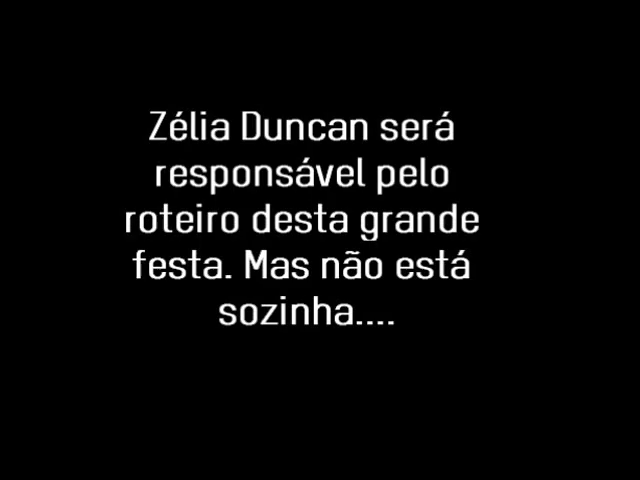 Zélia Duncan será
responsável pelo
roteiro desta grande
festa. Mas não está
sozinha....